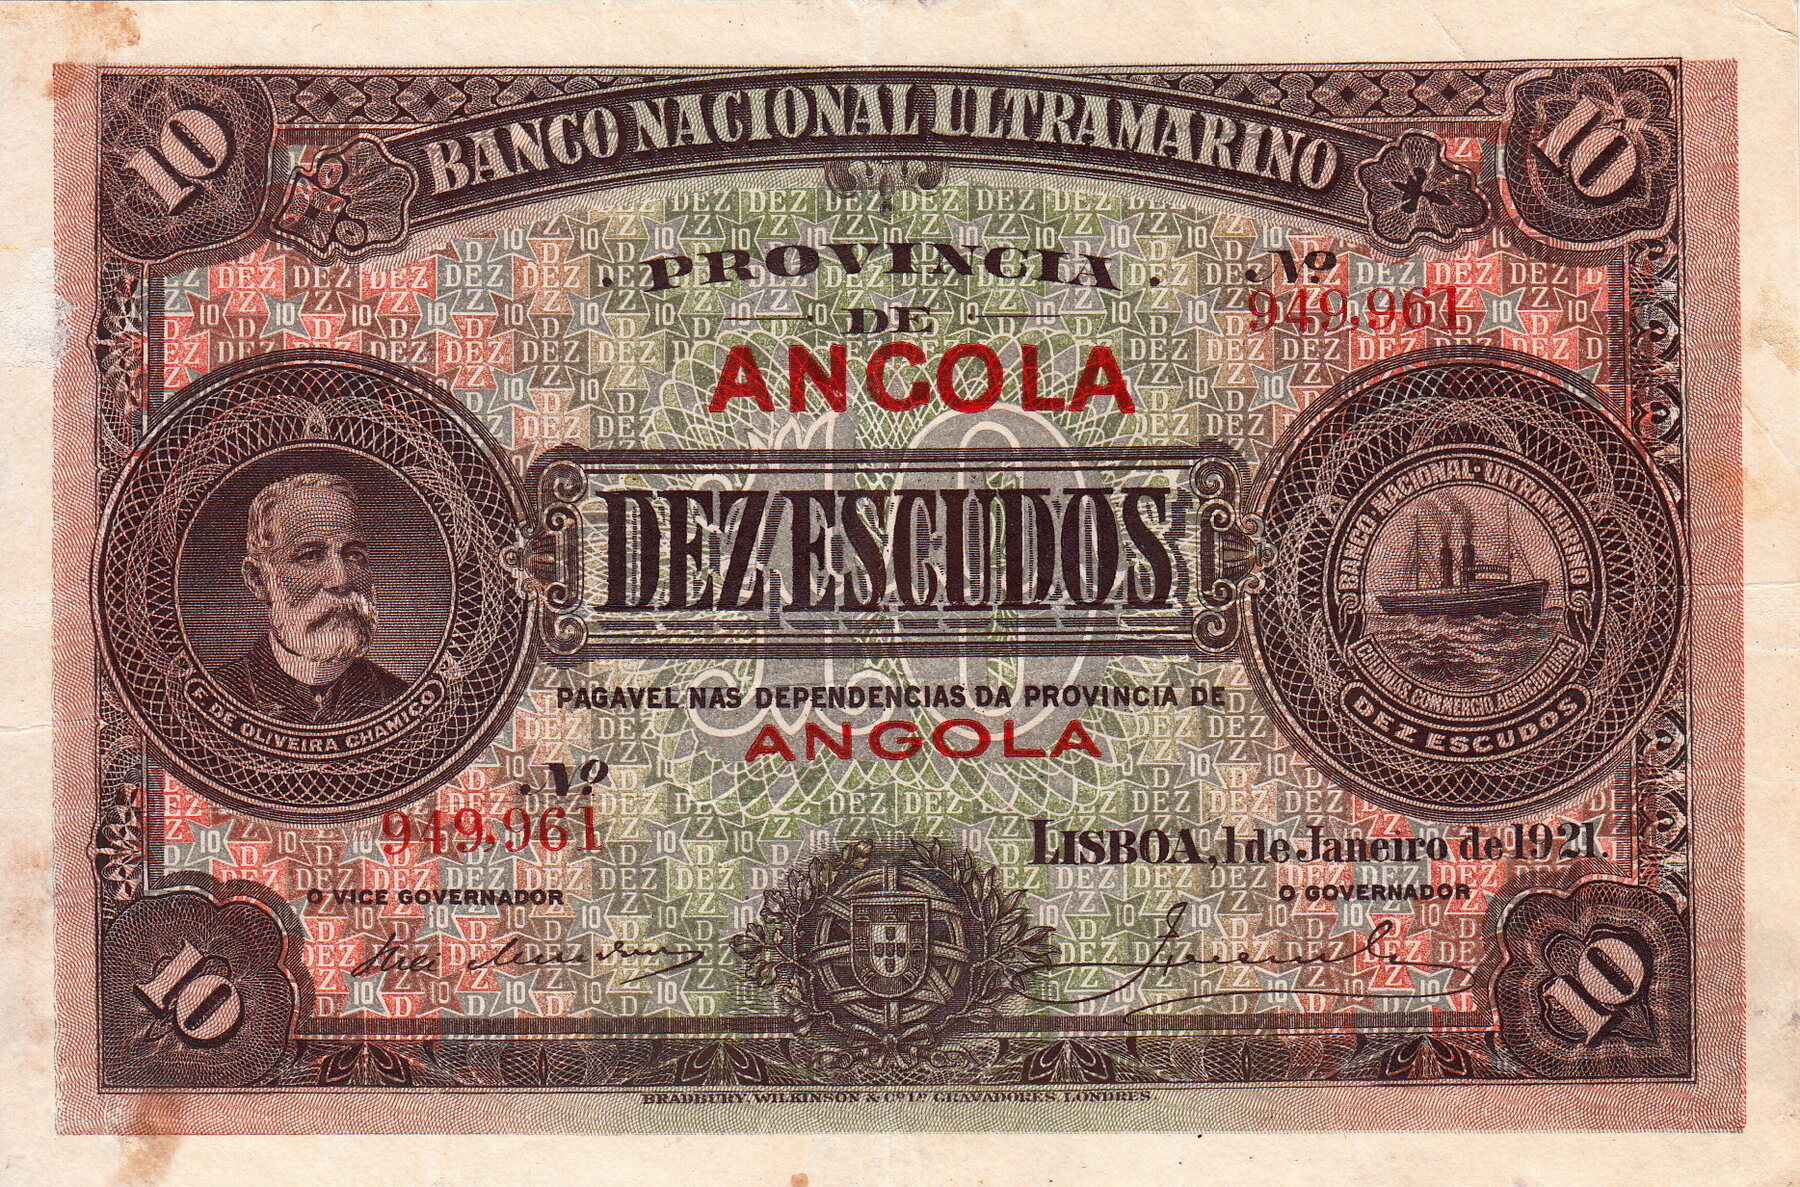 10
BANCO NACIONAL ULTRAMARINO
10
PROVINCIA
DE
ANGOLA
Nº
949,961
DEZ ESCUDOS
F. DE OLIVEIRA CHAMIÇO
BANCO·NACIONAL·ULTRAMARINO
COLONIAS, COMMERCIO, AGRICULTURA
DEZ ESCUDOS
PAGAVEL NAS DEPENDENCIAS DA PROVINCIA DE
ANGOLA
Nº
949,961
LISBOA, 1 de Janeiro de 1921.
O VICE GOVERNADOR
O GOVERNADOR
10
10
BRADBURY, WILKINSON & Cº Lᴰ GRAVADORES, LONDRES